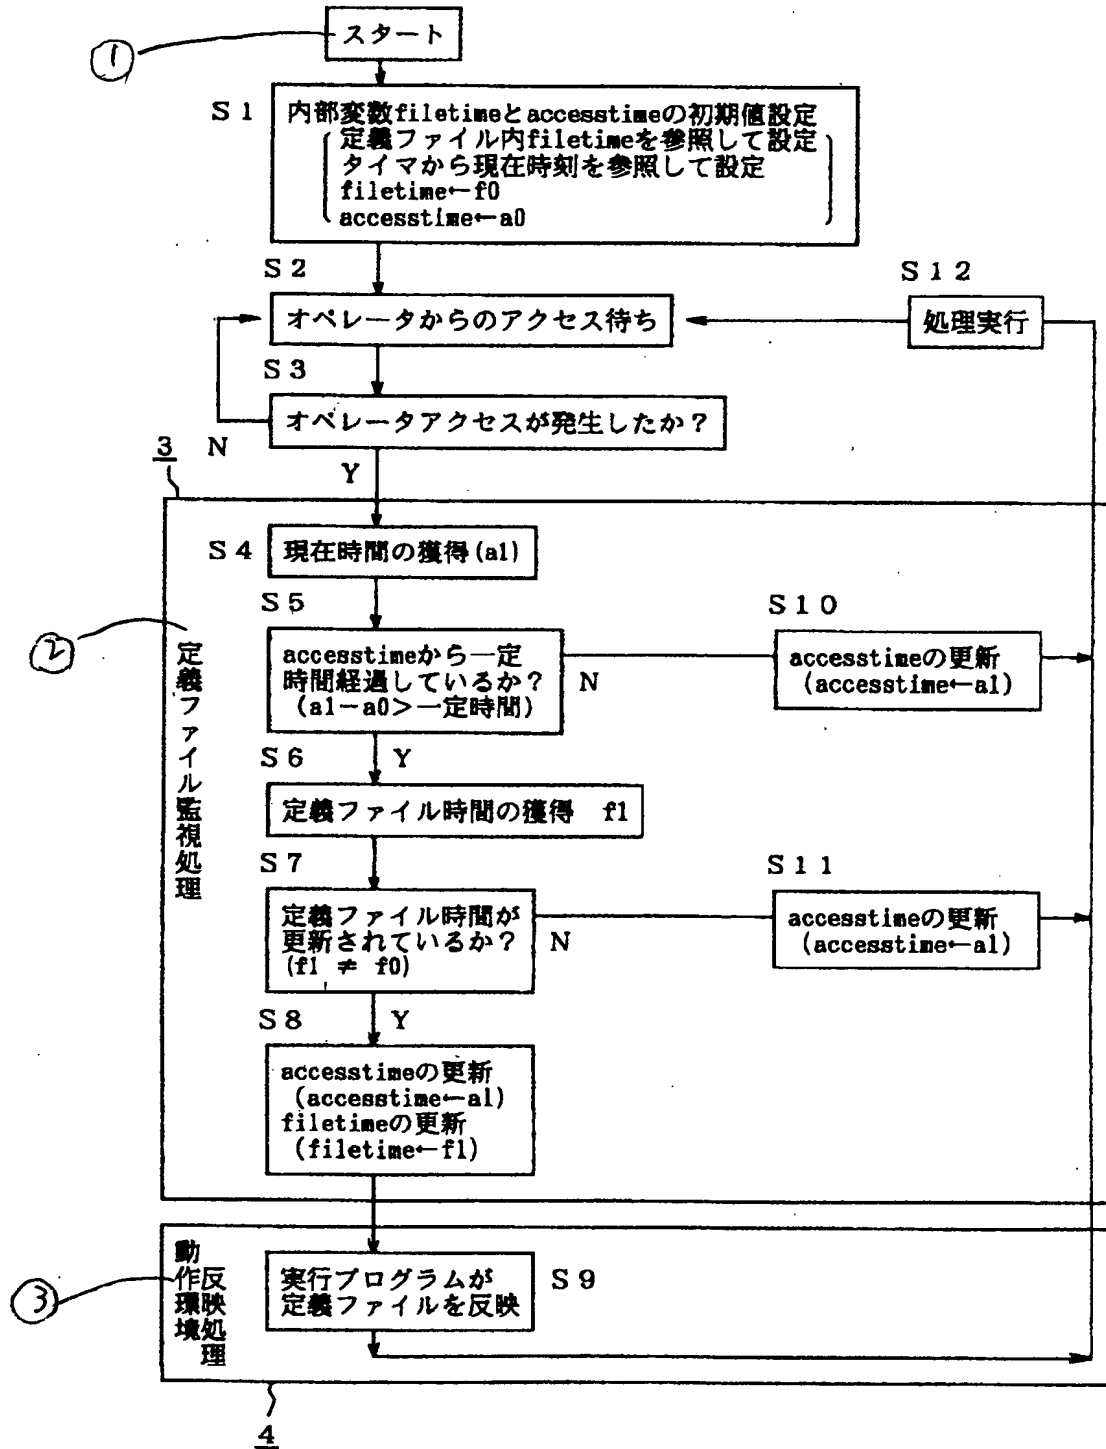 ①
スタート
S1
内部変数filetimeとaccesstimeの初期値設定
定義ファイル内filetimeを参照して設定
タイマから現在時刻を参照して設定
filetime←f0
accesstime←a0
S2
S12
オペレータからのアクセス待ち
処理実行
S3
オペレータアクセスが発生したか？
N
3
Y
S4
現在時間の獲得(a1)
S5
S10
②
定義ファイル監視処理
accesstimeから一定
時間経過しているか？
(a1－a0＞一定時間)
N
accesstimeの更新
(accesstime←a1)
S6
Y
定義ファイル時間の獲得 f1
S7
S11
定義ファイル時間が
更新されているか？
(f1 ≠ f0)
N
accesstimeの更新
(accesstime←a1)
S8
Y
accesstimeの更新
(accesstime←a1)
filetimeの更新
(filetime←f1)
③
動作環境
反映処理
実行プログラムが
定義ファイルを反映
S9
4